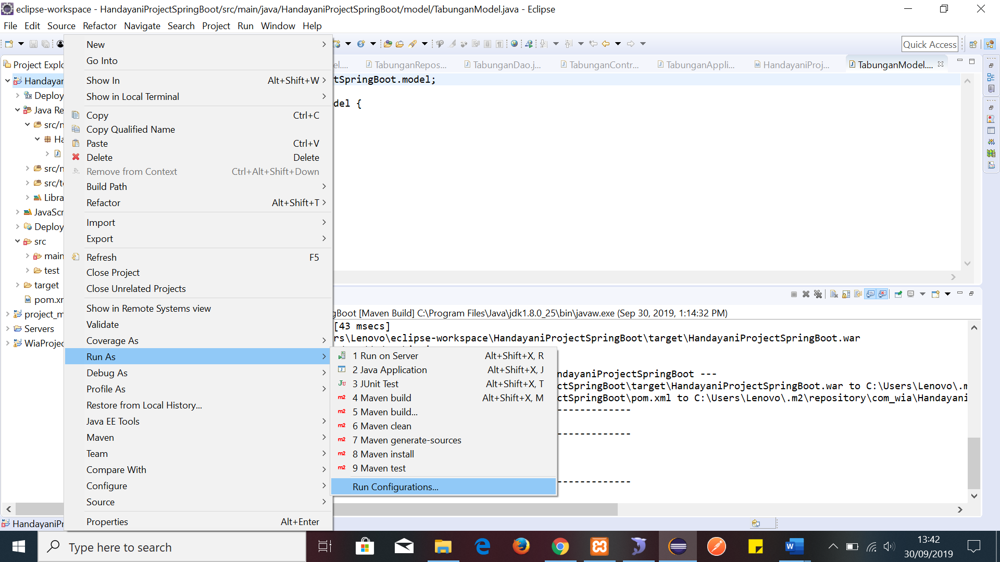 eclipse-workspace - HandayaniProjectSpringBoot/src/main/java/HandayaniProjectSpringBoot/model/TabunganModel.java - Eclipse
File Edit Source Refactor Navigate Search Project Run Window Help
Quick Access
Project Explo
el.... TabunganRepos... TabunganDao.j... TabunganContr... TabunganAppli... HandayaniProj... TabunganModel....
Handayar
Deploy
Java Re
src/n
Ha
src/n
src/te
Libra
JavaScr
Deploy
src
main
test
target
pom.xr
project_m
Servers
WiaProjec
HandayaniPr
New
Go Into
Show In Alt+Shift+W
Show in Local Terminal
Copy Ctrl+C
Copy Qualified Name
Paste Ctrl+V
Delete Delete
Remove from Context Ctrl+Alt+Shift+Down
Build Path
Refactor Alt+Shift+T
Import
Export
Refresh F5
Close Project
Close Unrelated Projects
Show in Remote Systems view
Validate
Coverage As
Run As
Debug As
Profile As
Restore from Local History...
Java EE Tools
Maven
Team
Compare With
Configure
Source
Properties Alt+Enter
1 Run on Server Alt+Shift+X, R
2 Java Application Alt+Shift+X, J
3 JUnit Test Alt+Shift+X, T
4 Maven build Alt+Shift+X, M
5 Maven build...
6 Maven clean
7 Maven generate-sources
8 Maven install
9 Maven test
Run Configurations...
tSpringBoot.model;
del {
gBoot [Maven Build] C:\Program Files\Java\jdk1.8.0_25\bin\javaw.exe (Sep 30, 2019, 1:14:32 PM)
[43 msecs]
rs\Lenovo\eclipse-workspace\HandayaniProjectSpringBoot\target\HandayaniProjectSpringBoot.war
andayaniProjectSpringBoot ---
ctSpringBoot\target\HandayaniProjectSpringBoot.war to C:\Users\Lenovo\.m
ctSpringBoot\pom.xml to C:\Users\Lenovo\.m2\repository\com_wia\Handayani
-------------
-------------
-------------
Type here to search
13:42
30/09/2019